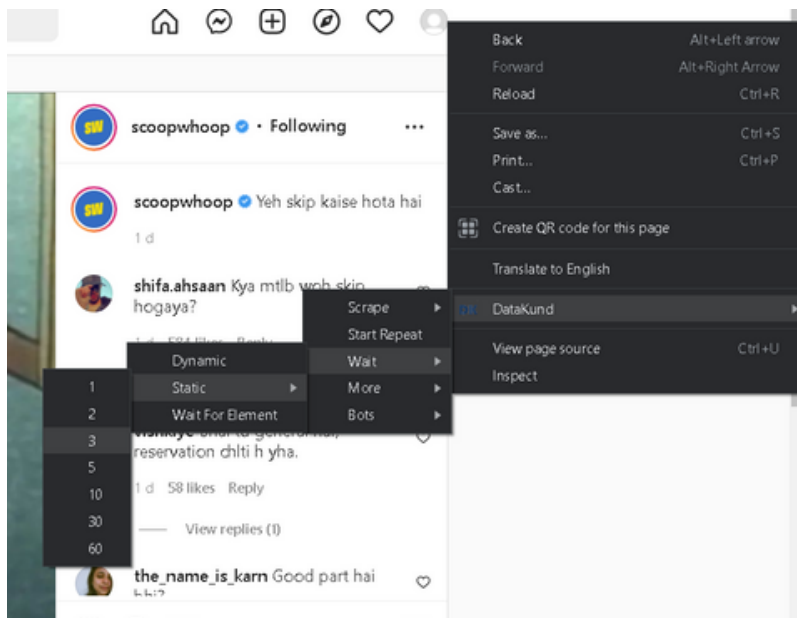 SW
scoopwhoop • Following ...
SW
scoopwhoop Yeh skip kaise hota hai
1 d
shifa.ahsaan Kya mtlb woh skip
hogaya?
reservation chlti h yha.
1 d 58 likes Reply
View replies (1)
the_name_is_karn Good part hai
Back Alt+Left arrow
Forward Alt+Right Arrow
Reload Ctrl+R
Save as... Ctrl+S
Print... Ctrl+P
Cast...
Create QR code for this page
Translate to English
DataKund
View page source Ctrl+U
Inspect
Scrape
Start Repeat
Wait
More
Bots
Dynamic
Static
Wait For Element
1
2
3
5
10
30
60